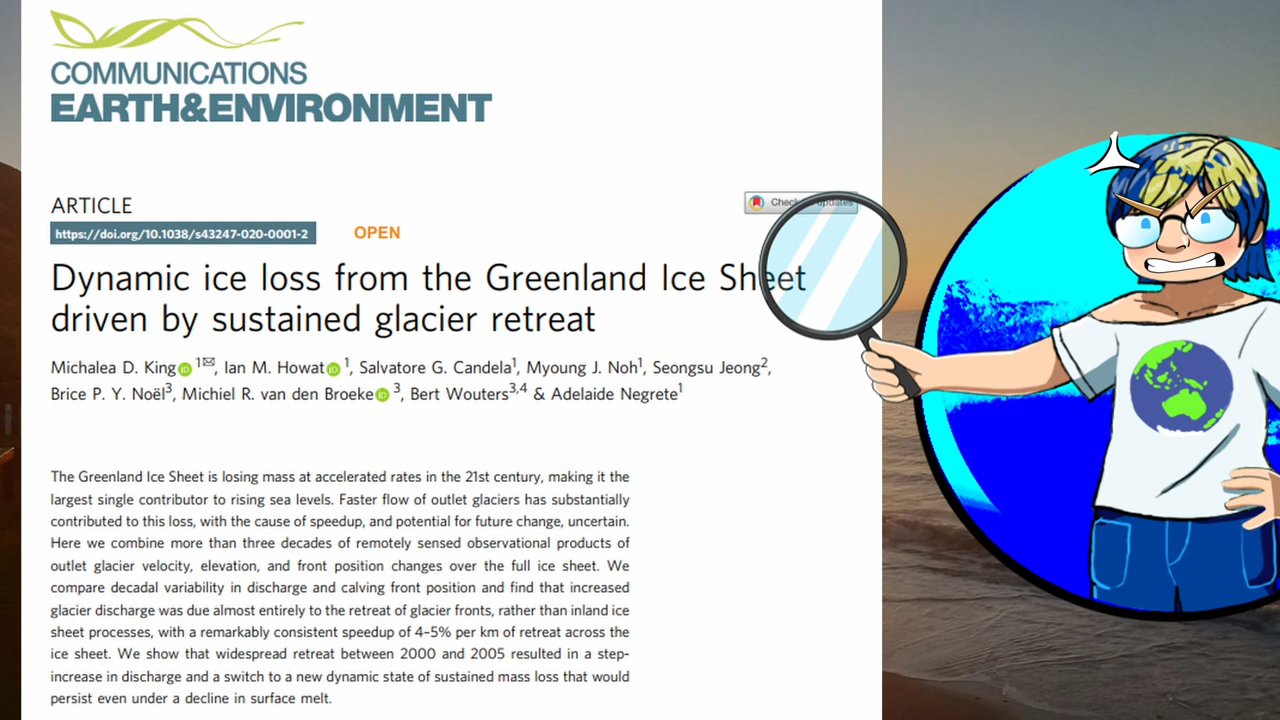 COMMUNICATIONS
EARTH&ENVIRONMENT
ARTICLE
Check for updates
https://doi.org/10.1038/s43247-020-0001-2
OPEN
Dynamic ice loss from the Greenland Ice Sheet
driven by sustained glacier retreat
Michalea D. King 1✉, Ian M. Howat 1, Salvatore G. Candela1, Myoung J. Noh1, Seongsu Jeong2,
Brice P. Y. Noël3, Michiel R. van den Broeke 3, Bert Wouters3,4 & Adelaide Negrete1
The Greenland Ice Sheet is losing mass at accelerated rates in the 21st century, making it the
largest single contributor to rising sea levels. Faster flow of outlet glaciers has substantially
contributed to this loss, with the cause of speedup, and potential for future change, uncertain.
Here we combine more than three decades of remotely sensed observational products of
outlet glacier velocity, elevation, and front position changes over the full ice sheet. We
compare decadal variability in discharge and calving front position and find that increased
glacier discharge was due almost entirely to the retreat of glacier fronts, rather than inland ice
sheet processes, with a remarkably consistent speedup of 4–5% per km of retreat across the
ice sheet. We show that widespread retreat between 2000 and 2005 resulted in a step-
increase in discharge and a switch to a new dynamic state of sustained mass loss that would
persist even under a decline in surface melt.